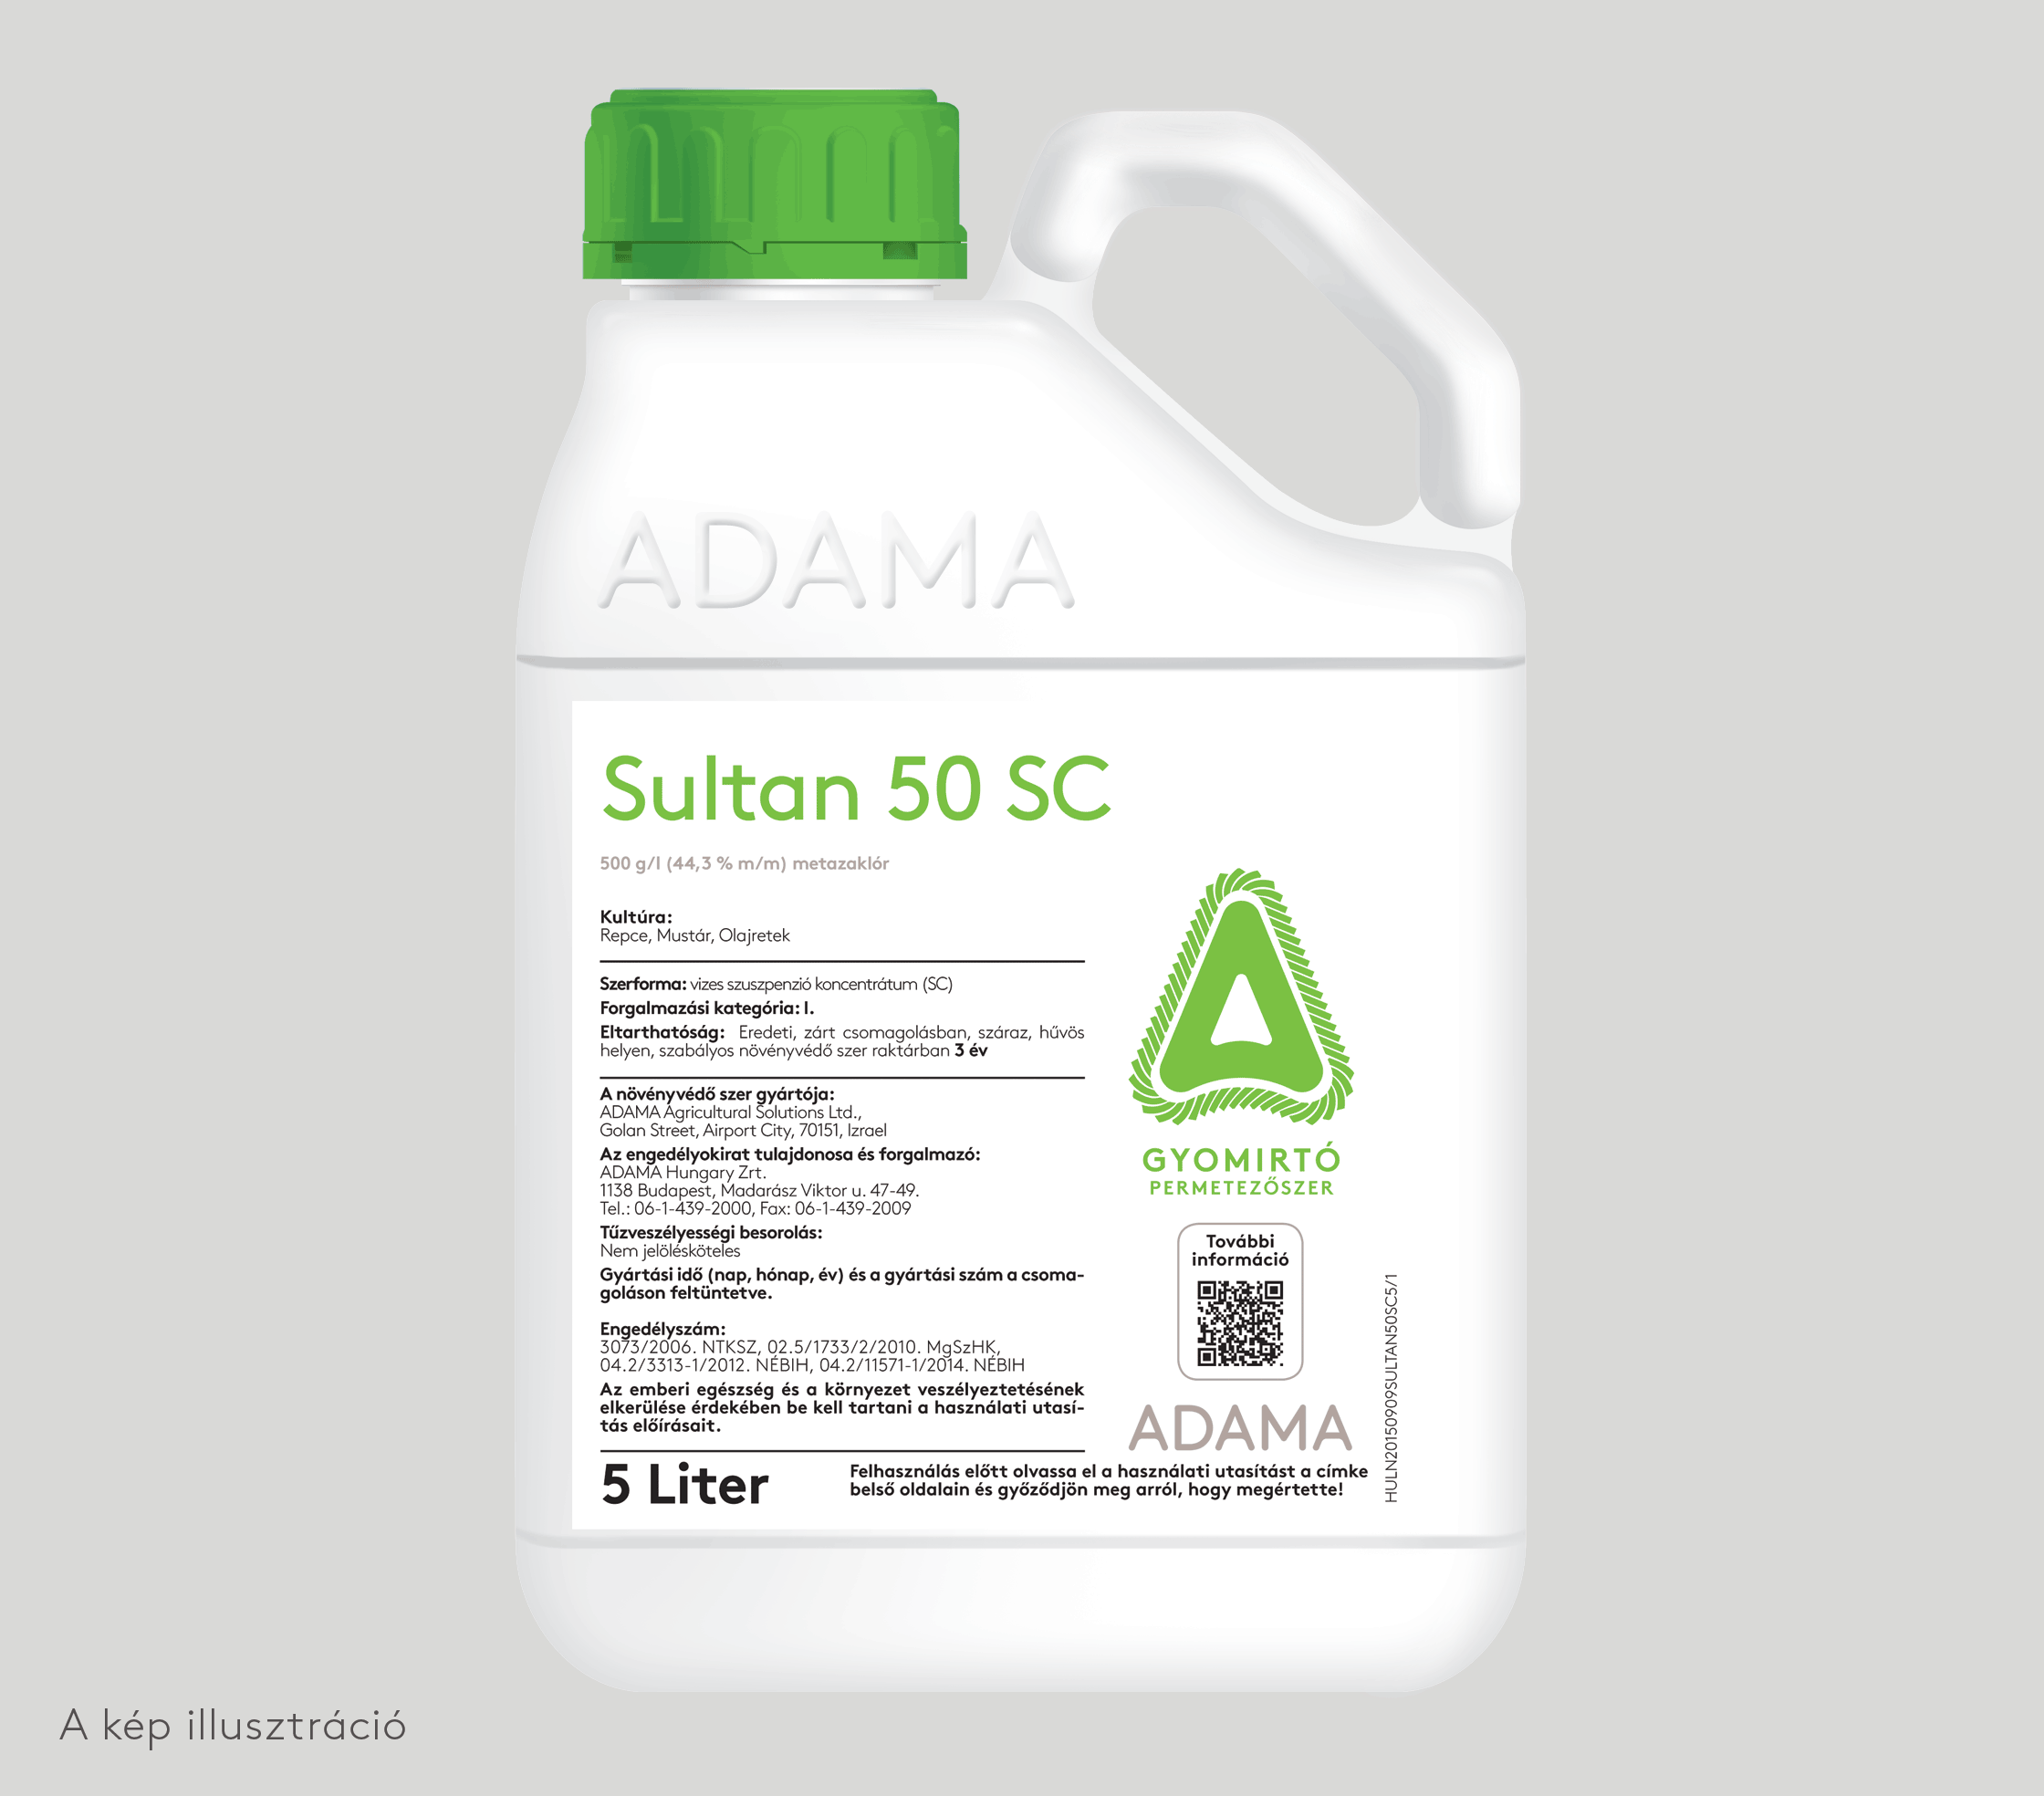 ADAMA
Sultan 50 SC
500 g/l (44,3 % m/m) metazaklór
Kultúra:
Repce, Mustár, Olajretek
Szerforma: vizes szuszpenzió koncentrátum (SC)
Forgalmazási kategória: I.
Eltarthatóság: Eredeti, zárt csomagolásban, száraz, hűvös
helyen, szabályos növényvédő szer raktárban 3 év
A növényvédő szer gyártója:
ADAMA Agricultural Solutions Ltd.,
Golan Street, Airport City, 70151, Izrael
Az engedélyokirat tulajdonosa és forgalmazó:
ADAMA Hungary Zrt.
1138 Budapest, Madarász Viktor u. 47-49.
Tel.: 06-1-439-2000, Fax: 06-1-439-2009
Tűzveszélyességi besorolás:
Nem jelölésköteles
Gyártási idő (nap, hónap, év) és a gyártási szám a csoma-
goláson feltüntetve.
Engedélyszám:
3073/2006. NTKSZ, 02.5/1733/2/2010. MgSzHK,
04.2/3313-1/2012. NÉBIH, 04.2/11571-1/2014. NÉBIH
Az emberi egészség és a környezet veszélyeztetésének
elkerülése érdekében be kell tartani a használati utasí-
tás előírásait.
5 Liter
Felhasználás előtt olvassa el a használati utasítást a címke
belső oldalain és győződjön meg arról, hogy megértette!
GYOMIRTÓ
PERMETEZŐSZER
További
információ
ADAMA
HULN20150909SULTAN50SC5/1
A kép illusztráció